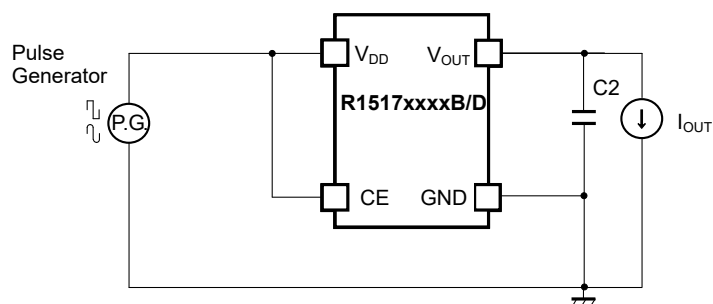 Pulse
Generator
P.G.
VDD
VOUT
R1517xxxxB/D
C2
IOUT
CE
GND